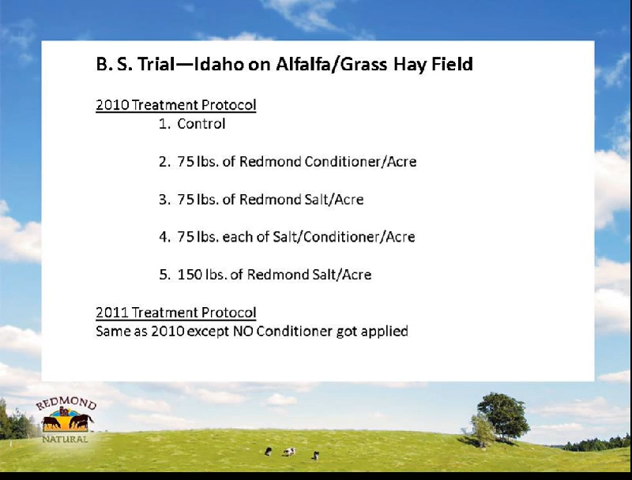 B. S. Trial—Idaho on Alfalfa/Grass Hay Field
2010 Treatment Protocol
1. Control
2. 75 lbs. of Redmond Conditioner/Acre
3. 75 lbs. of Redmond Salt/Acre
4. 75 lbs. each of Salt/Conditioner/Acre
5. 150 lbs. of Redmond Salt/Acre
2011 Treatment Protocol
Same as 2010 except NO Conditioner got applied
REDMOND
NATURAL